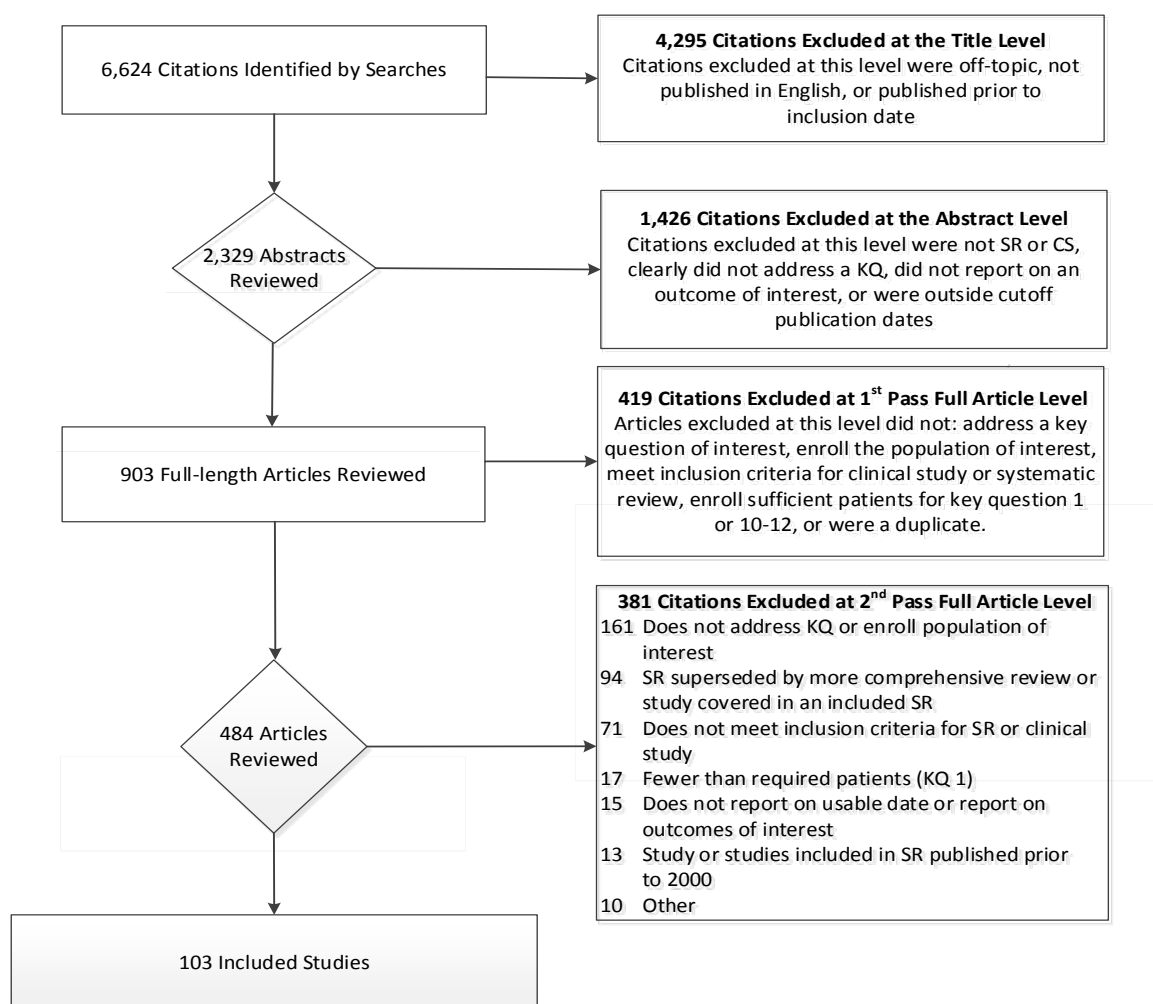 6,624 Citations Identified by Searches
4,295 Citations Excluded at the Title Level
Citations excluded at this level were off-topic, not
published in English, or published prior to
inclusion date
2,329 Abstracts
Reviewed
1,426 Citations Excluded at the Abstract Level
Citations excluded at this level were not SR or CS,
clearly did not address a KQ, did not report on an
outcome of interest, or were outside cutoff
publication dates
903 Full-length Articles Reviewed
419 Citations Excluded at 1st Pass Full Article Level
Articles excluded at this level did not: address a key
question of interest, enroll the population of interest,
meet inclusion criteria for clinical study or systematic
review, enroll sufficient patients for key question 1
or 10-12, or were a duplicate.
484 Articles
Reviewed
381 Citations Excluded at 2nd Pass Full Article Level
161 Does not address KQ or enroll population of
interest
94 SR superseded by more comprehensive review or
study covered in an included SR
71 Does not meet inclusion criteria for SR or clinical
study
17 Fewer than required patients (KQ 1)
15 Does not report on usable date or report on
outcomes of interest
13 Study or studies included in SR published prior
to 2000
10 Other
103 Included Studies